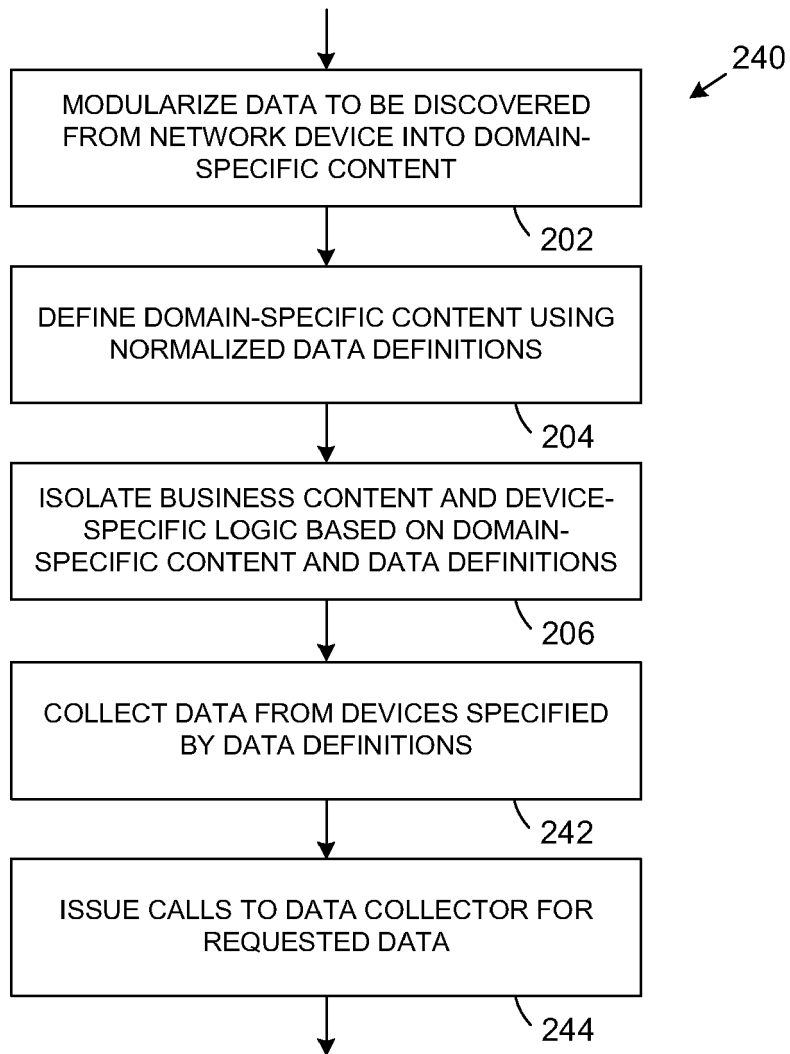 240
MODULARIZE DATA TO BE DISCOVERED
FROM NETWORK DEVICE INTO DOMAIN-
SPECIFIC CONTENT
202
DEFINE DOMAIN-SPECIFIC CONTENT USING
NORMALIZED DATA DEFINITIONS
204
ISOLATE BUSINESS CONTENT AND DEVICE-
SPECIFIC LOGIC BASED ON DOMAIN-
SPECIFIC CONTENT AND DATA DEFINITIONS
206
COLLECT DATA FROM DEVICES SPECIFIED
BY DATA DEFINITIONS
242
ISSUE CALLS TO DATA COLLECTOR FOR
REQUESTED DATA
244